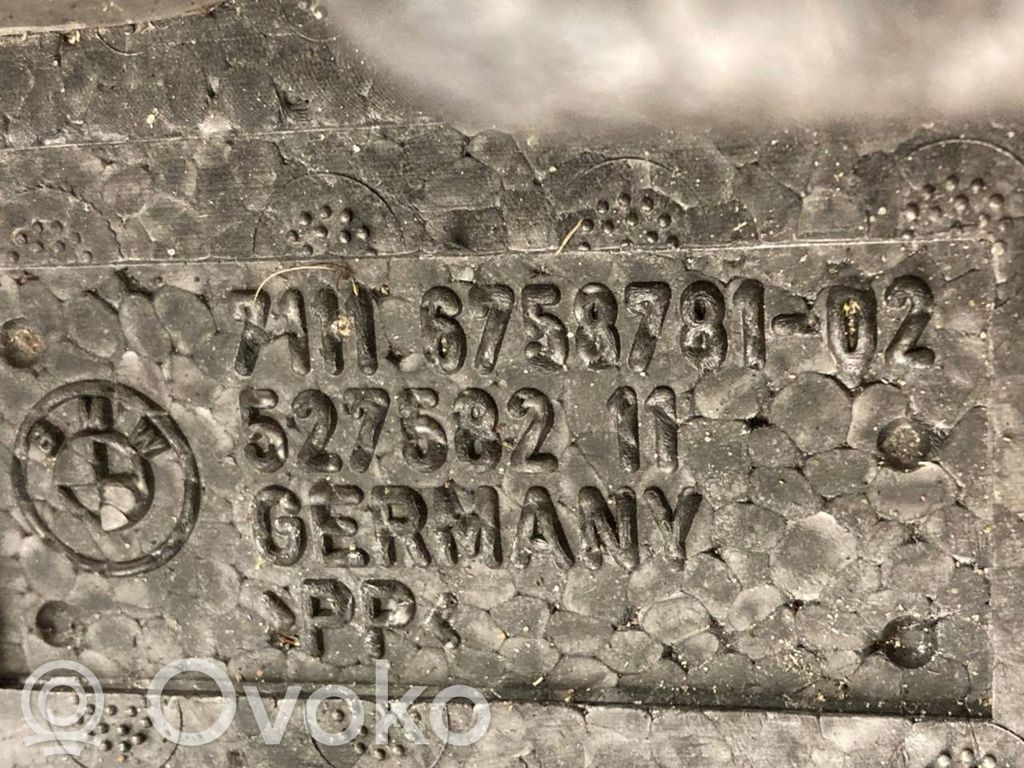 7111.6758781-02
527582 11
GERMANY
>PP<
BMW
© Ovoko